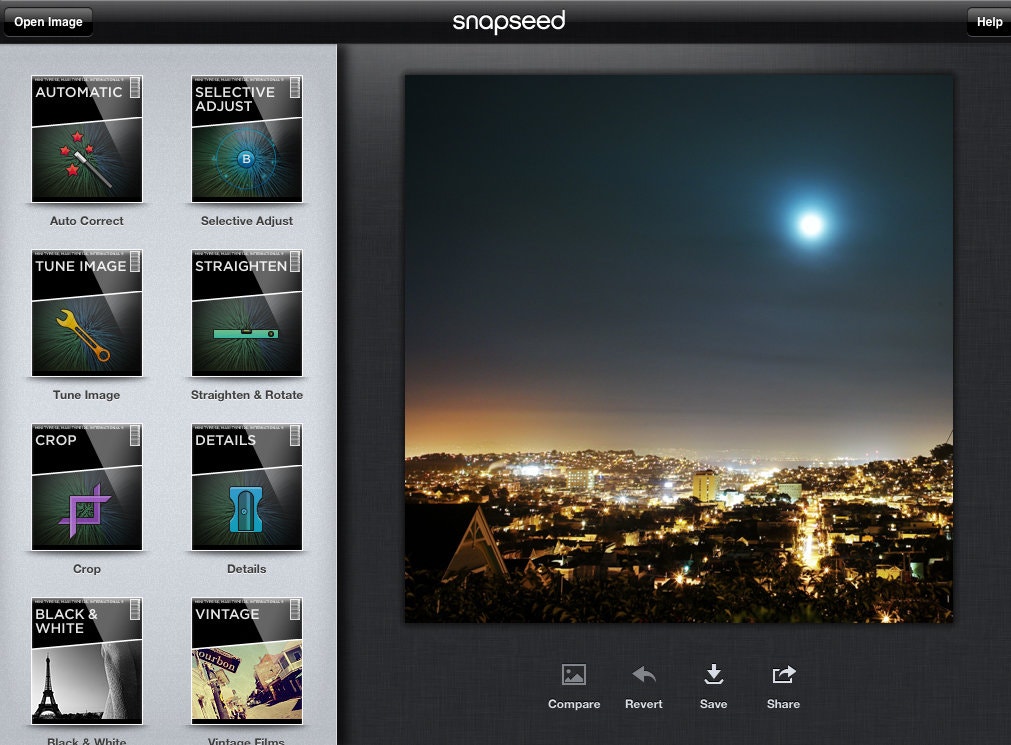 Open Image
snapseed
Help
AUTOMATIC
Auto Correct
SELECTIVE
ADJUST
B
Selective Adjust
TUNE IMAGE
Tune Image
STRAIGHTEN
Straighten & Rotate
CROP
Crop
DETAILS
Details
BLACK &
WHITE
Black & White
VINTAGE
ourbon
Vintage Films
Compare
Revert
Save
Share